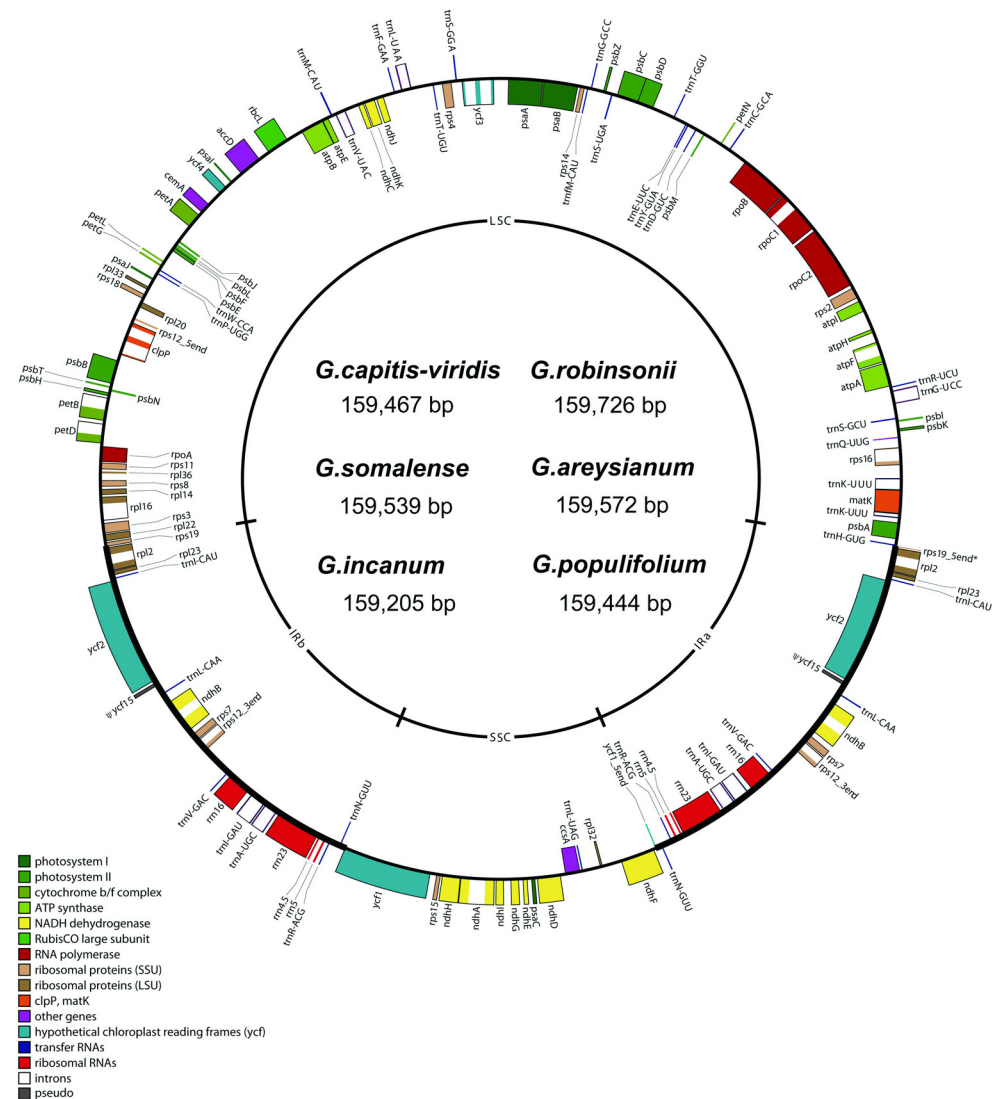 trnS-GGA
trnL-UAA
trnF-GAA
trnM-CAU
rbcL
accD
psaI
ycf4
cemA
petA
petL
petG
psaJ
rpl33
rps18
psbB
psbT
psbH
petB
petD
trnG-GCC
psbZ
psbC
psbD
trnT-GGU
petN
trnC-GCA
atpB
atpE
trnV-UAC
ndhC
ndhK
ndhJ
trnT-UGU
rps4
ycf3
psaA
psaB
rps14
trnfM-CAU
trnS-UGA
trnE-UUC
trnY-GUA
trnD-GUC
psbM
rpoB
rpoC1
rpoC2
rps2
atpI
atpH
atpF
atpA
trnR-UCU
trnG-UCC
trnS-GCU
psbI
psbK
trnQ-UUG
rps16
trnK-UUU
matK
trnK-UUU
psbA
trnH-GUG
psbJ
psbL
psbF
psbE
trnW-CCA
trnP-UGG
rpl20
rps12_5end
clpP
psbN
rpoA
rps11
rpl36
rps8
rpl14
rpl16
rps3
rpl22
rps19
rpl2
rpl23
trnI-CAU
LSC
G.capitis-viridis
159,467 bp
G.robinsonii
159,726 bp
G.somalense
159,539 bp
G.areysianum
159,572 bp
G.incanum
159,205 bp
G.populifolium
159,444 bp
IRb
IRa
SSC
rps19_5end*
rpl2
rpl23
trnI-CAU
ycf2
ψycf15
trnL-CAA
ndhB
rps7
rps12_3erd
trnV-GAC
rrn16
trnI-GAU
trnA-UGC
rrn23
rrn4.5
rrn5
trnR-ACG
ycf1_5end
trnN-GUU
ndhF
rpl32
trnL-UAG
ccsA
ndhD
psaC
ndhE
ndhG
ndhI
ndhA
ndhH
rps15
ycf1
trnN-GUU
trnR-ACG
rrn5
rrn4.5
rrn23
trnA-UGC
trnI-GAU
rrn16
trnV-GAC
rps12_3erd
rps7
ndhB
trnL-CAA
ψycf15
ycf2
photosystem I
photosystem II
cytochrome b/f complex
ATP synthase
NADH dehydrogenase
RubisCO large subunit
RNA polymerase
ribosomal proteins (SSU)
ribosomal proteins (LSU)
clpP, matK
other genes
hypothetical chloroplast reading frames (ycf)
transfer RNAs
ribosomal RNAs
introns
pseudo